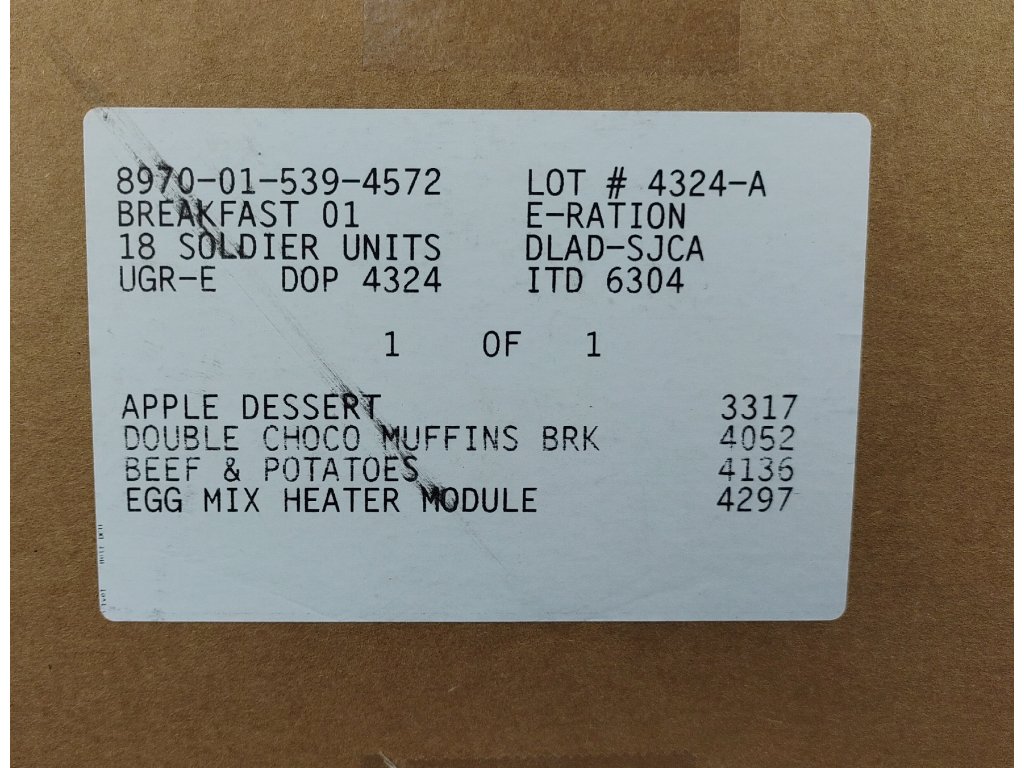 8970-01-539-4572 LOT # 4324-A
BREAKFAST 01 E-RATION
18 SOLDIER UNITS DLAD-SJCA
UGR-E DOP 4324 ITD 6304
1 OF 1
APPLE DESSERT 3317
DOUBLE CHOCO MUFFINS BRK 4052
BEEF & POTATOES 4136
EGG MIX HEATER MODULE 4297